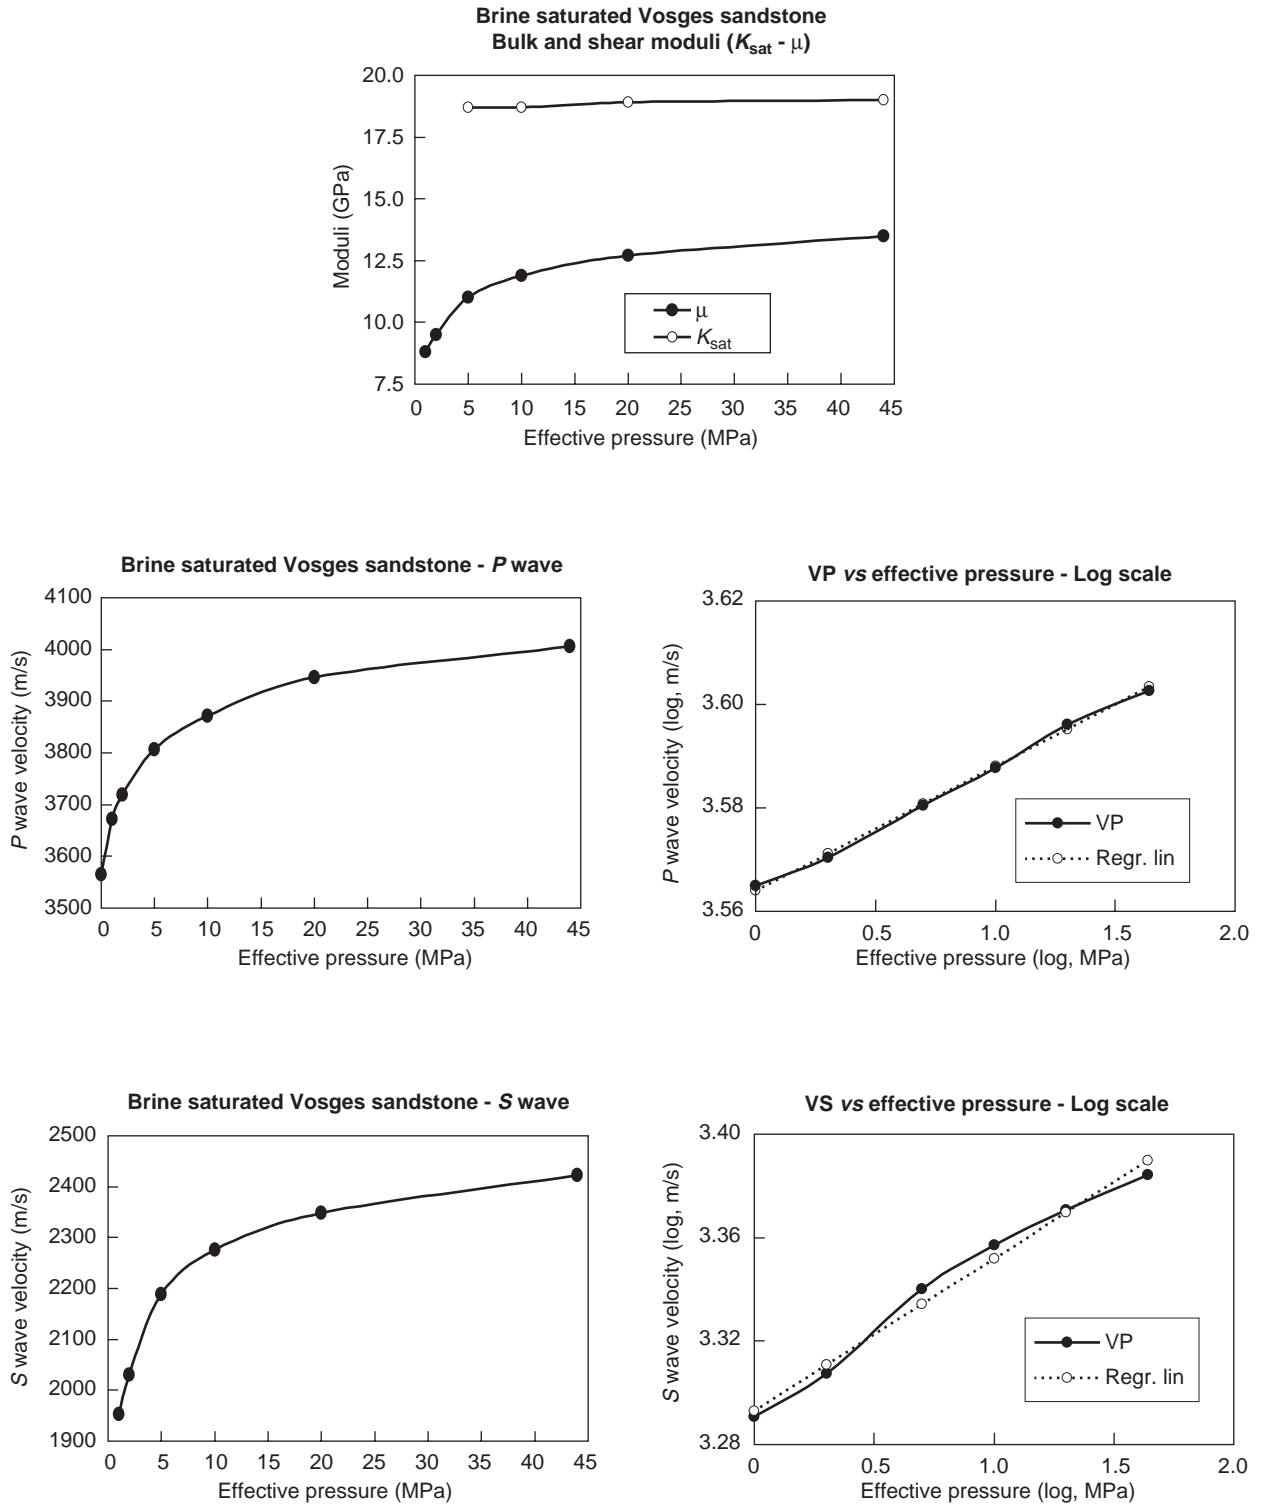 Brine saturated Vosges sandstone
Bulk and shear moduli (Ksat - μ)
20.0
17.5
15.0
12.5
10.0
7.5
Moduli (GPa)
μ
Ksat
0 5 10 15 20 25 30 35 40 45
Effective pressure (MPa)
Brine saturated Vosges sandstone - P wave
4100
4000
3900
3800
3700
3600
3500
P wave velocity (m/s)
0 5 10 15 20 25 30 35 40 45
Effective pressure (MPa)
VP vs effective pressure - Log scale
3.62
3.60
3.58
3.56
P wave velocity (log, m/s)
VP
Regr. lin
0 0.5 1.0 1.5 2.0
Effective pressure (log, MPa)
Brine saturated Vosges sandstone - S wave
2500
2400
2300
2200
2100
2000
1900
S wave velocity (m/s)
0 5 10 15 20 25 30 35 40 45
Effective pressure (MPa)
VS vs effective pressure - Log scale
3.40
3.36
3.32
3.28
S wave velocity (log, m/s)
VP
Regr. lin
0 0.5 1.0 1.5 2.0
Effective pressure (log, MPa)